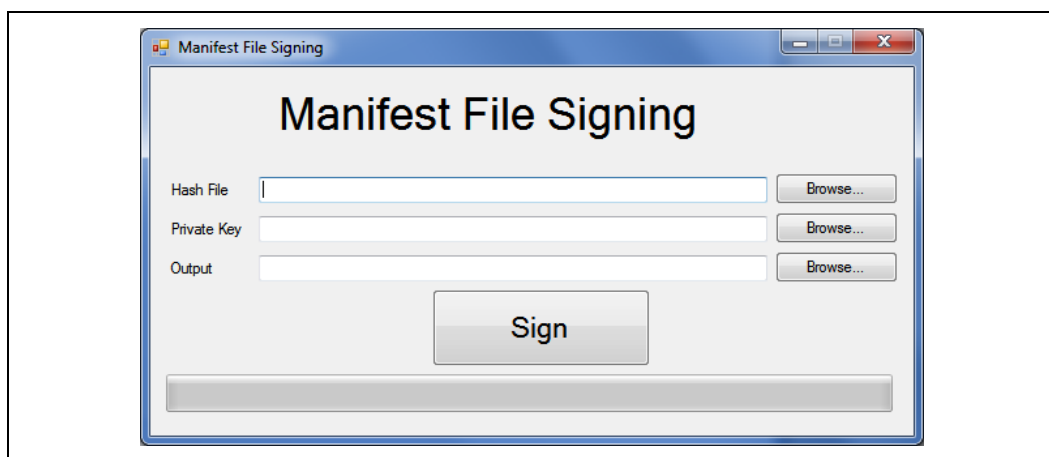 Manifest File Signing
Manifest File Signing
Hash File Browse...
Private Key Browse...
Output Browse...
Sign